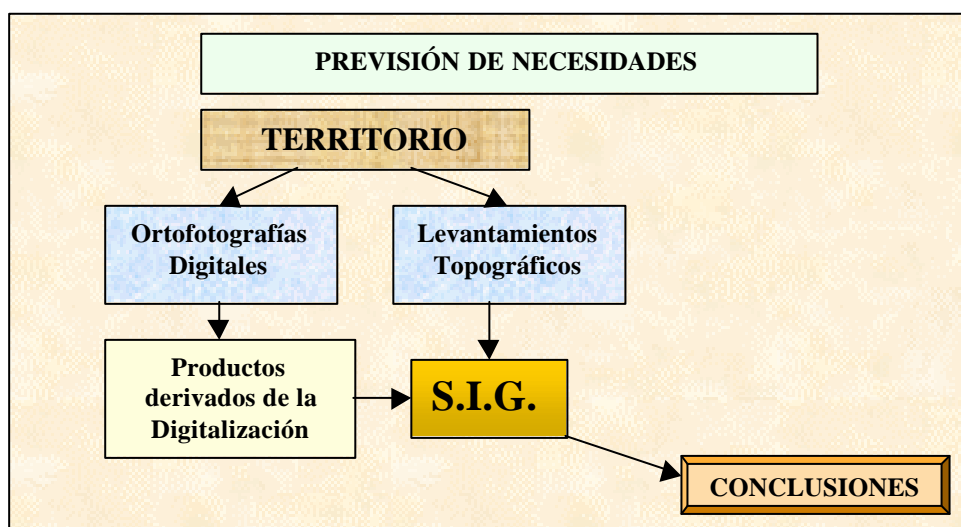 PREVISIÓN DE NECESIDADES
TERRITORIO
Ortofotografías
Digitales
Levantamientos
Topográficos
Productos
derivados de la
Digitalización
S.I.G.
CONCLUSIONES